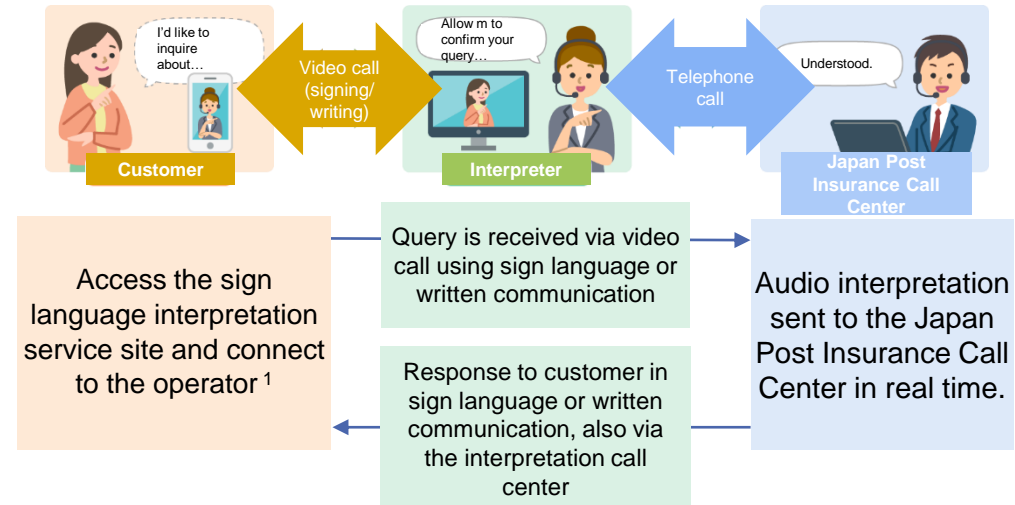 I'd like to
inquire
about…
Video call
(signing/
writing)
Allow m to
confirm your
query…
Telephone
call
Understood.
Customer
Interpreter
Japan Post
Insurance Call
Center
Access the sign
language interpretation
service site and connect
to the operator 1
Query is received via video
call using sign language or
written communication
Response to customer in
sign language or written
communication, also via
the interpretation call
center
Audio interpretation
sent to the Japan
Post Insurance Call
Center in real time.